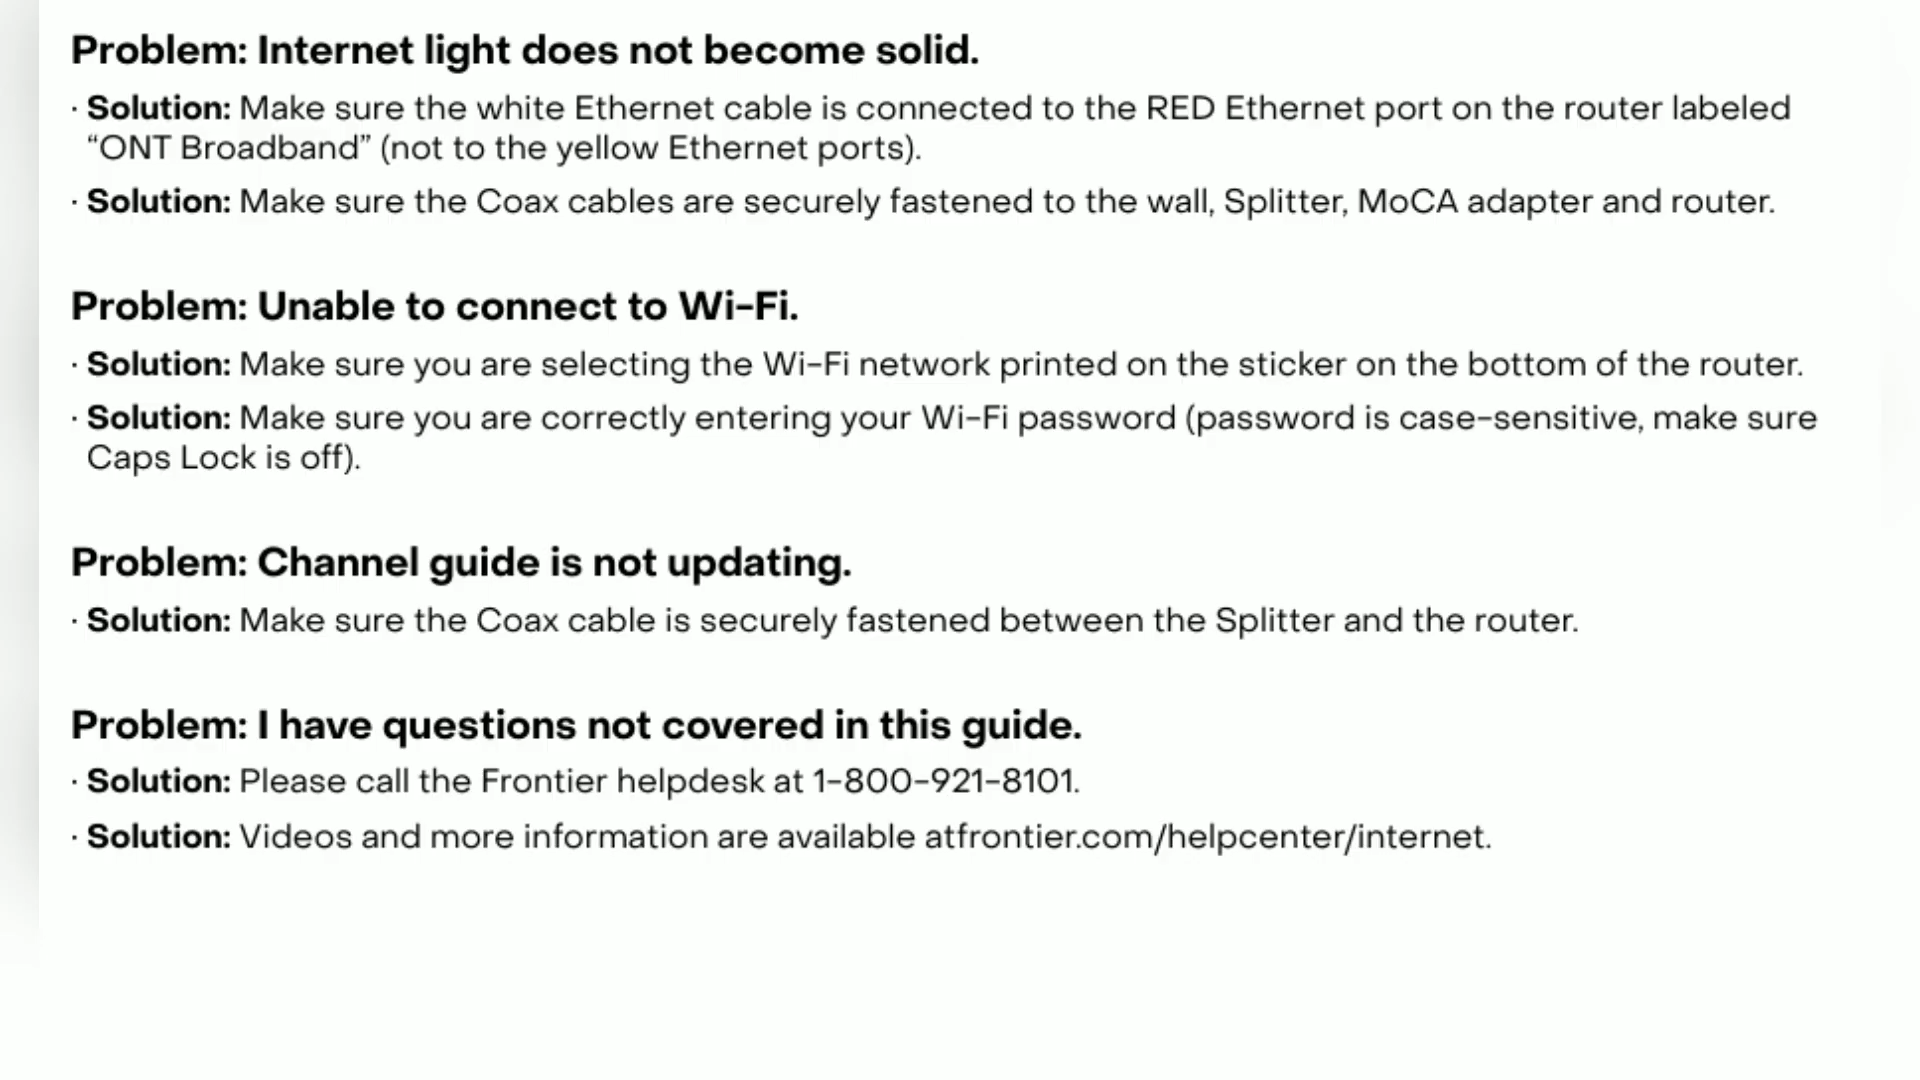 Problem: Internet light does not become solid.
· Solution: Make sure the white Ethernet cable is connected to the RED Ethernet port on the router labeled
“ONT Broadband” (not to the yellow Ethernet ports).
· Solution: Make sure the Coax cables are securely fastened to the wall, Splitter, MoCA adapter and router.
Problem: Unable to connect to Wi-Fi.
· Solution: Make sure you are selecting the Wi-Fi network printed on the sticker on the bottom of the router.
· Solution: Make sure you are correctly entering your Wi-Fi password (password is case-sensitive, make sure
Caps Lock is off).
Problem: Channel guide is not updating.
· Solution: Make sure the Coax cable is securely fastened between the Splitter and the router.
Problem: I have questions not covered in this guide.
· Solution: Please call the Frontier helpdesk at 1-800-921-8101.
· Solution: Videos and more information are available atfrontier.com/helpcenter/internet.